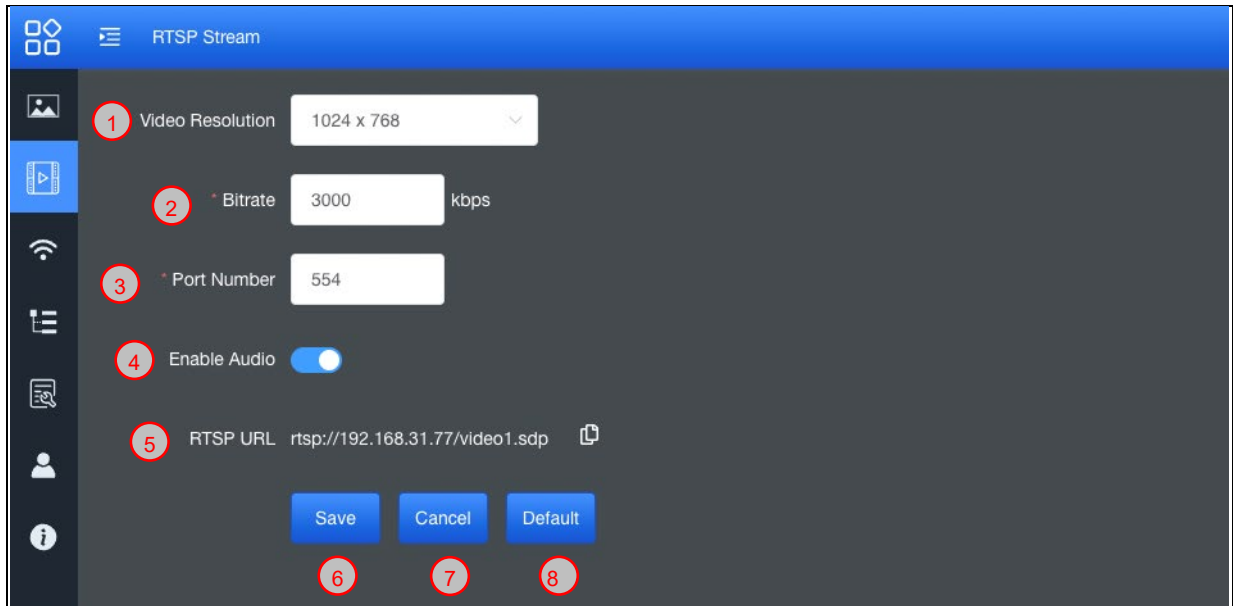 RTSP Stream
1 Video Resolution 1024 x 768
2 * Bitrate 3000 kbps
3 * Port Number 554
4 Enable Audio
5 RTSP URL rtsp://192.168.31.77/video1.sdp
Save Cancel Default
6 7 8